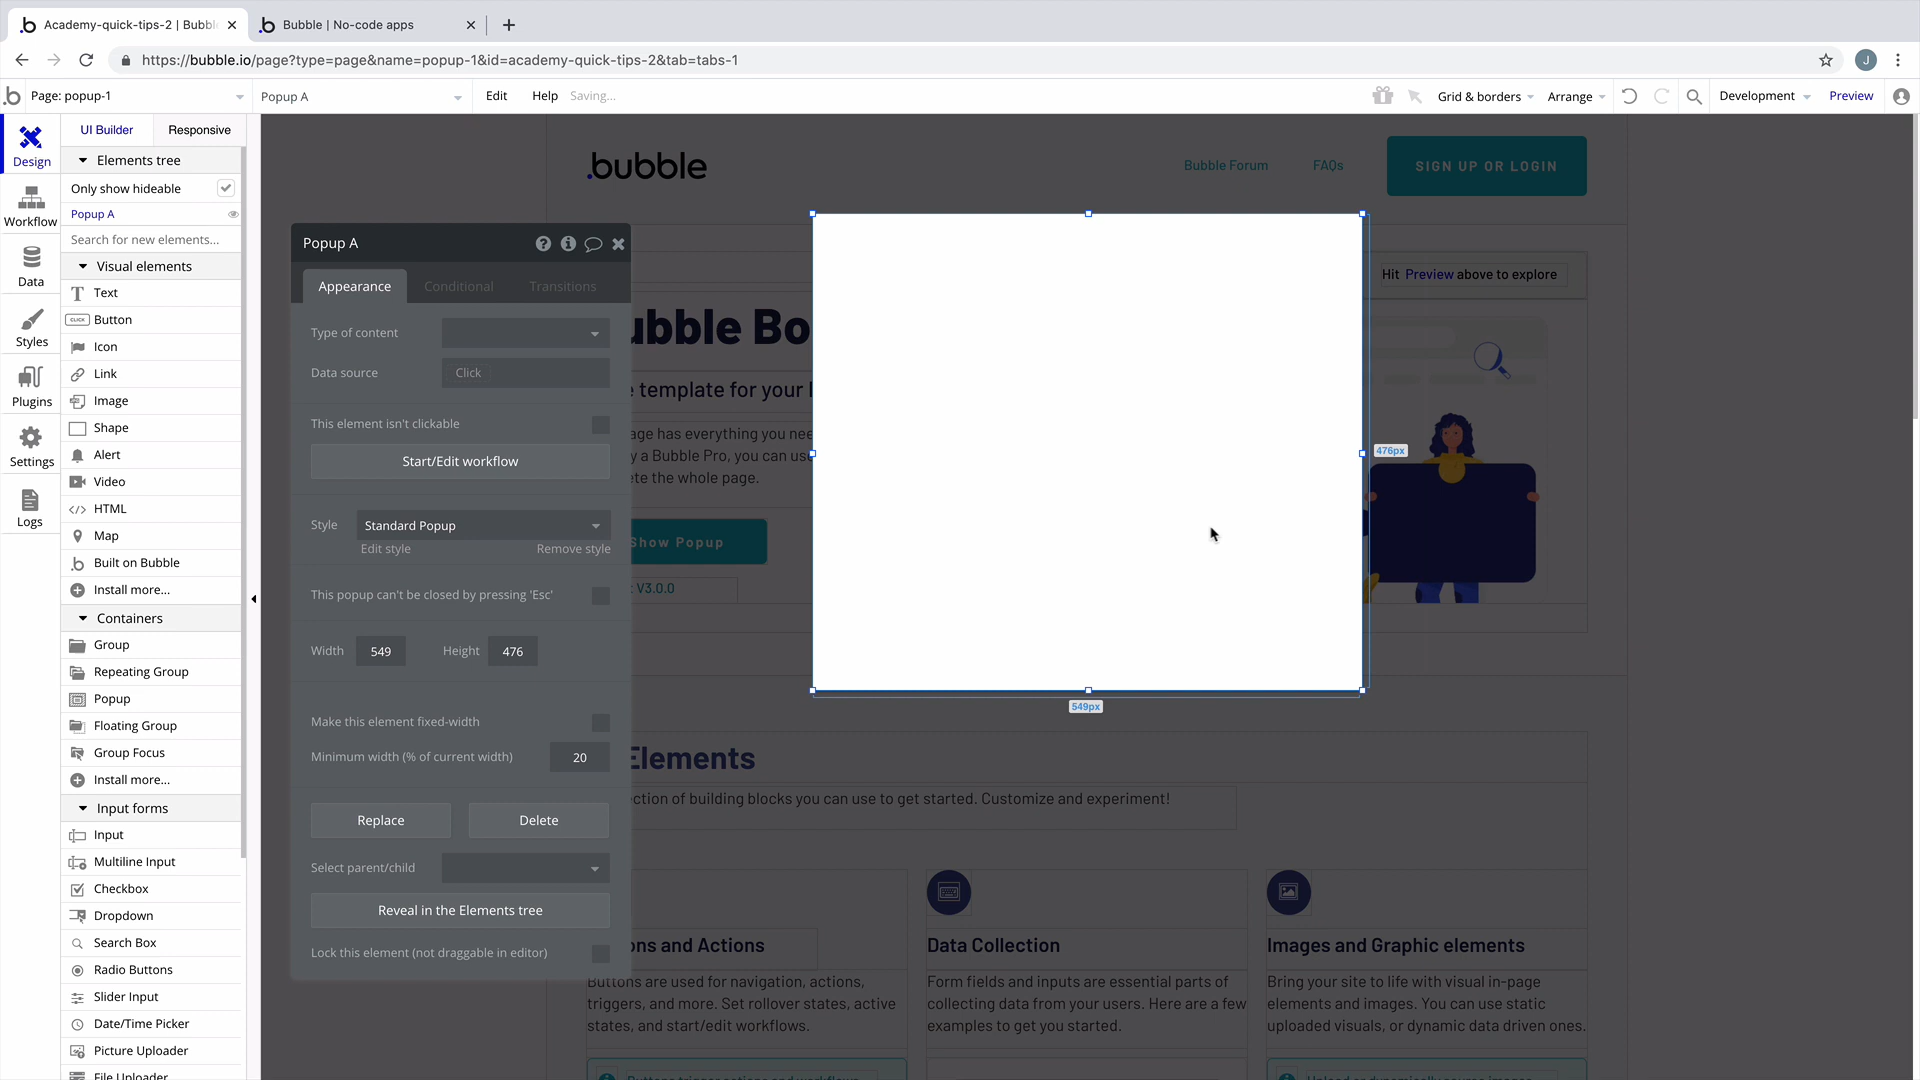 Academy-quick-tips-2 | Bubbl
Bubble | No-code apps
https://bubble.io/page?type=page&name=popup-1&id=academy-quick-tips-2&tab=tabs-1
J
Page: popup-1
Popup A
Edit
Help
Saving...
Grid & borders
Arrange
Development
Preview
Design
Workflow
Data
Styles
Plugins
Settings
Logs
UI Builder
Responsive
Elements tree
Only show hideable
Popup A
Search for new elements...
Visual elements
Text
CLICK
Button
Icon
Link
Image
Shape
Alert
Video
HTML
Map
Built on Bubble
Install more...
Containers
Group
Repeating Group
Popup
Floating Group
Group Focus
Install more...
Input forms
Input
Multiline Input
Checkbox
Dropdown
Search Box
Radio Buttons
Slider Input
Date/Time Picker
Picture Uploader
File Uploader
Popup A
Appearance
Conditional
Transitions
Type of content
Data source
Click
This element isn't clickable
Start/Edit workflow
Style
Standard Popup
Edit style
Remove style
This popup can't be closed by pressing 'Esc'
Width
549
Height
476
Make this element fixed-width
Minimum width (% of current width)
20
Replace
Delete
Select parent/child
Reveal in the Elements tree
Lock this element (not draggable in editor)
.bubble
Bubble Forum
FAQs
SIGN UP OR LOGIN
Hit Preview above to explore
ubble Bo
e template for your l
age has everything you nee
y a Bubble Pro, you can use
ete the whole page.
Show Popup
: V3.0.0
476px
549px
Elements
ction of building blocks you can use to get started. Customize and experiment!
ons and Actions
Buttons are used for navigation, actions,
triggers, and more. Set rollover states, active
states, and start/edit workflows.
Data Collection
Form fields and inputs are essential parts of
collecting data from your users. Here are a few
examples to get you started.
Images and Graphic elements
Bring your site to life with visual in-page
elements and images. You can use static
uploaded visuals, or dynamic data driven ones.